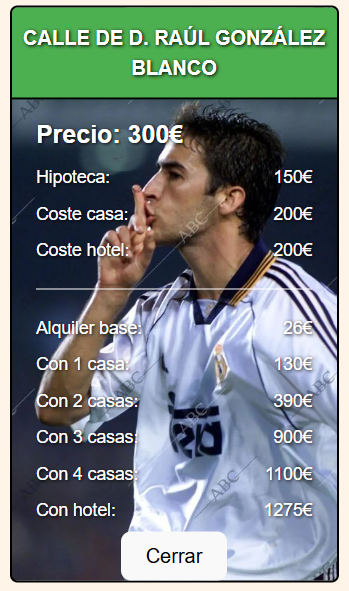 CALLE DE D. RAÚL GONZÁLEZ
BLANCO
Precio: 300€
Hipoteca: 150€
Coste casa: 200€
Coste hotel: 200€
Alquiler base: 26€
Con 1 casa: 130€
Con 2 casas: 390€
Con 3 casas: 900€
Con 4 casas: 1100€
Con hotel: 1275€
Cerrar
ABC
ABC
ABC
ABC
ABC